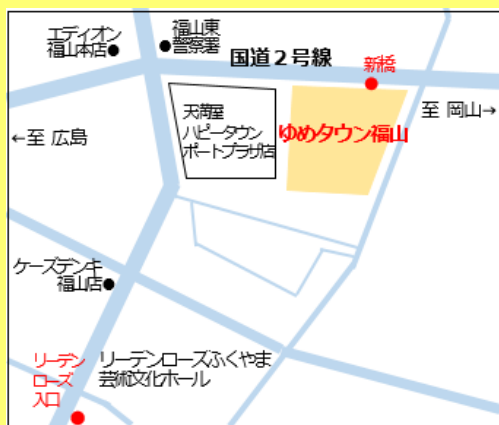 エディオン
福山本店
福山東
警察署
国道２号線
新橋
天満屋
ハピータウン
ポートプラザ店
ゆめタウン福山
至 岡山→
←至 広島
ケーズデンキ
福山店
リーデン
ローズ
入口
リーデンローズふくやま
芸術文化ホール